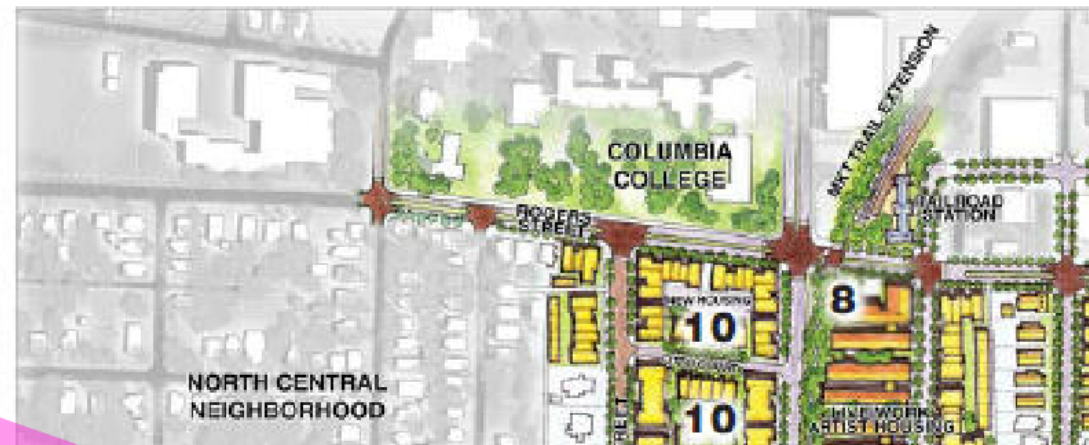 COLUMBIA
COLLEGE
MKT TRAIL EXTENSION
RAILROAD
STATION
ROGERS
STREET
NEW HOUSING
10
8
NORTH CENTRAL
NEIGHBORHOOD
10
LIVE WORK
ARTIST HOUSING